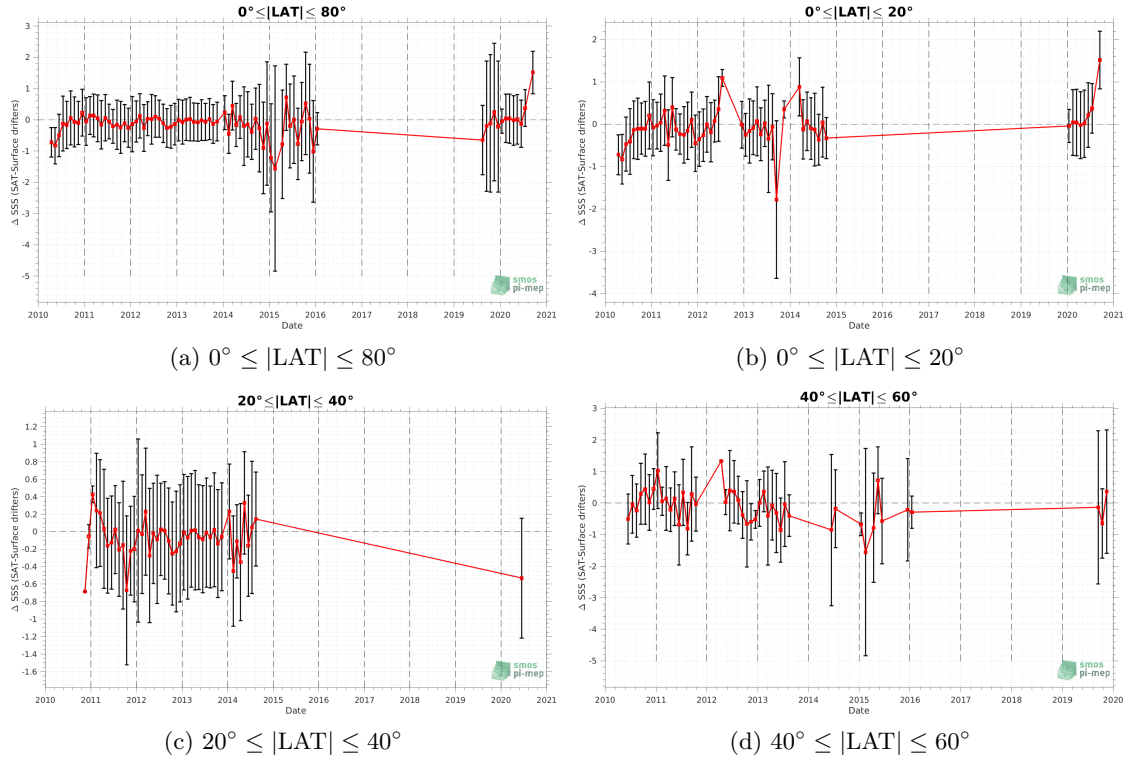 0°≤|LAT|≤ 80°
3
2
1
0
-1
-2
-3
-4
-5
Δ SSS (SAT-Surface drifters)
2010 2011 2012 2013 2014 2015 2016 2017 2018 2019 2020 2021
Date
smos
pi-mep
(a) 0° ≤ |LAT| ≤ 80°
0°≤|LAT|≤ 20°
2
1
0
-1
-2
-3
-4
Δ SSS (SAT-Surface drifters)
2010 2011 2012 2013 2014 2015 2016 2017 2018 2019 2020 2021
Date
smos
pi-mep
(b) 0° ≤ |LAT| ≤ 20°
20°≤|LAT|≤ 40°
1.2
1
0.8
0.6
0.4
0.2
0
-0.2
-0.4
-0.6
-0.8
-1
-1.2
-1.4
-1.6
Δ SSS (SAT-Surface drifters)
2010 2011 2012 2013 2014 2015 2016 2017 2018 2019 2020 2021
Date
smos
pi-mep
(c) 20° ≤ |LAT| ≤ 40°
40°≤|LAT|≤ 60°
3
2
1
0
-1
-2
-3
-4
-5
Δ SSS (SAT-Surface drifters)
2010 2011 2012 2013 2014 2015 2016 2017 2018 2019 2020
Date
smos
pi-mep
(d) 40° ≤ |LAT| ≤ 60°